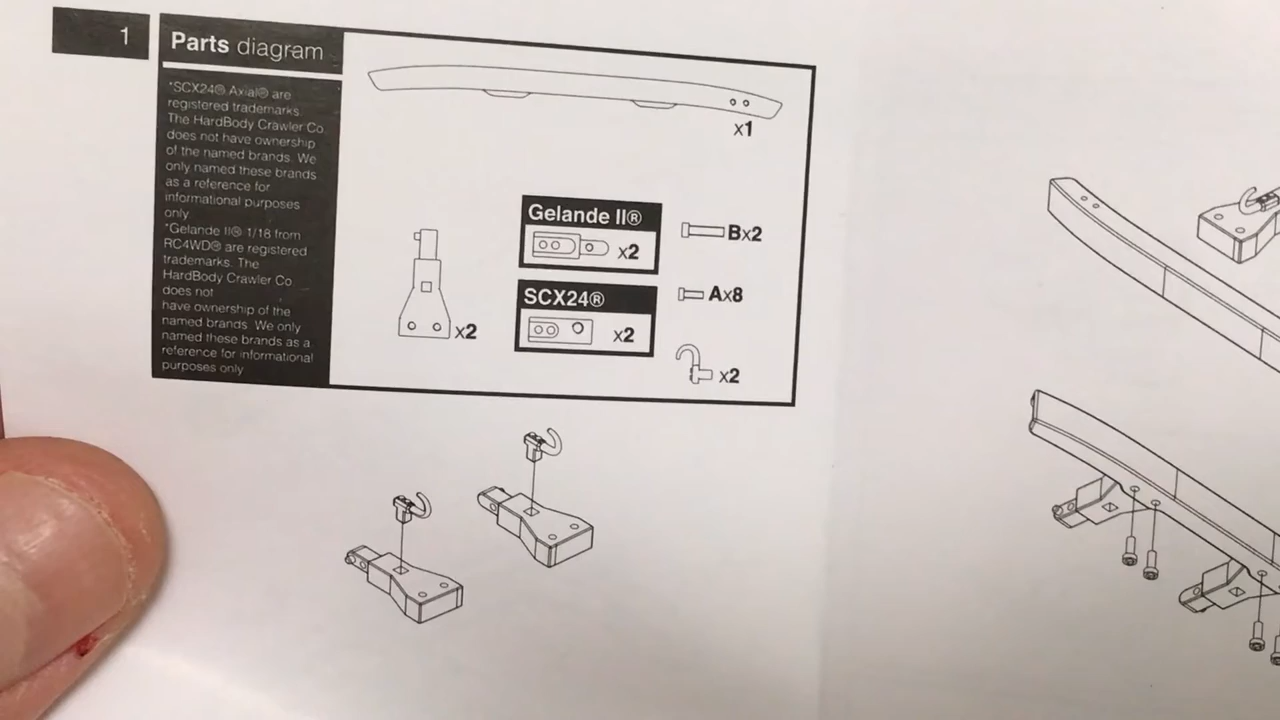 1
Parts diagram
*SCX24® Axial® are
registered trademarks.
The HardBody Crawler Co.
does not have ownership
of the named brands. We
only named these brands
as a reference for
informational purposes
only.
*Gelande II® 1/18 from
RC4WD® are registered
trademarks. The
HardBody Crawler Co.
does not
have ownership of the
named brands. We only
named these brands as a
reference for informational
purposes only
x1
x2
Gelande II®
x2
SCX24®
x2
Bx2
Ax8
x2